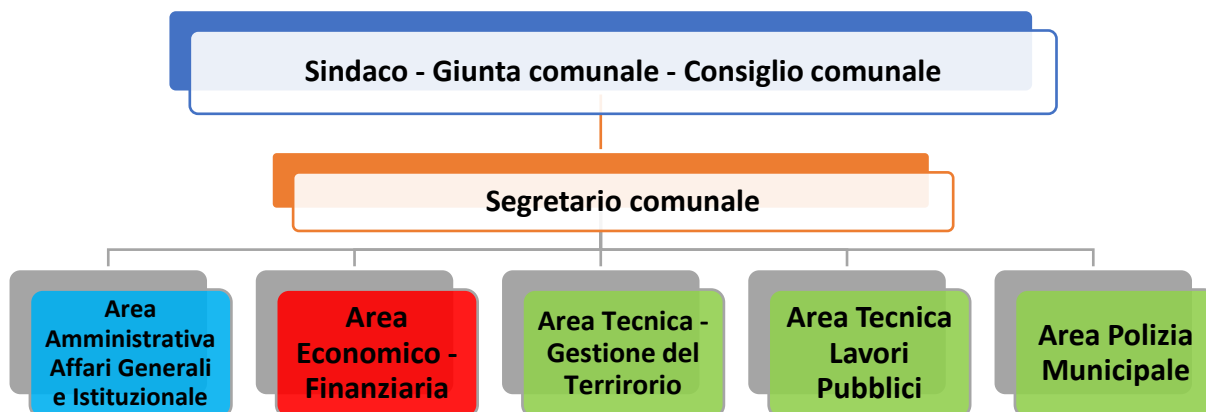 Sindaco - Giunta comunale - Consiglio comunale
Segretario comunale
Area
Amministrativa
Affari Generali
e Istituzionale
Area
Economico -
Finanziaria
Area Tecnica -
Gestione del
Terrirorio
Area Tecnica
Lavori
Pubblici
Area Polizia
Municipale